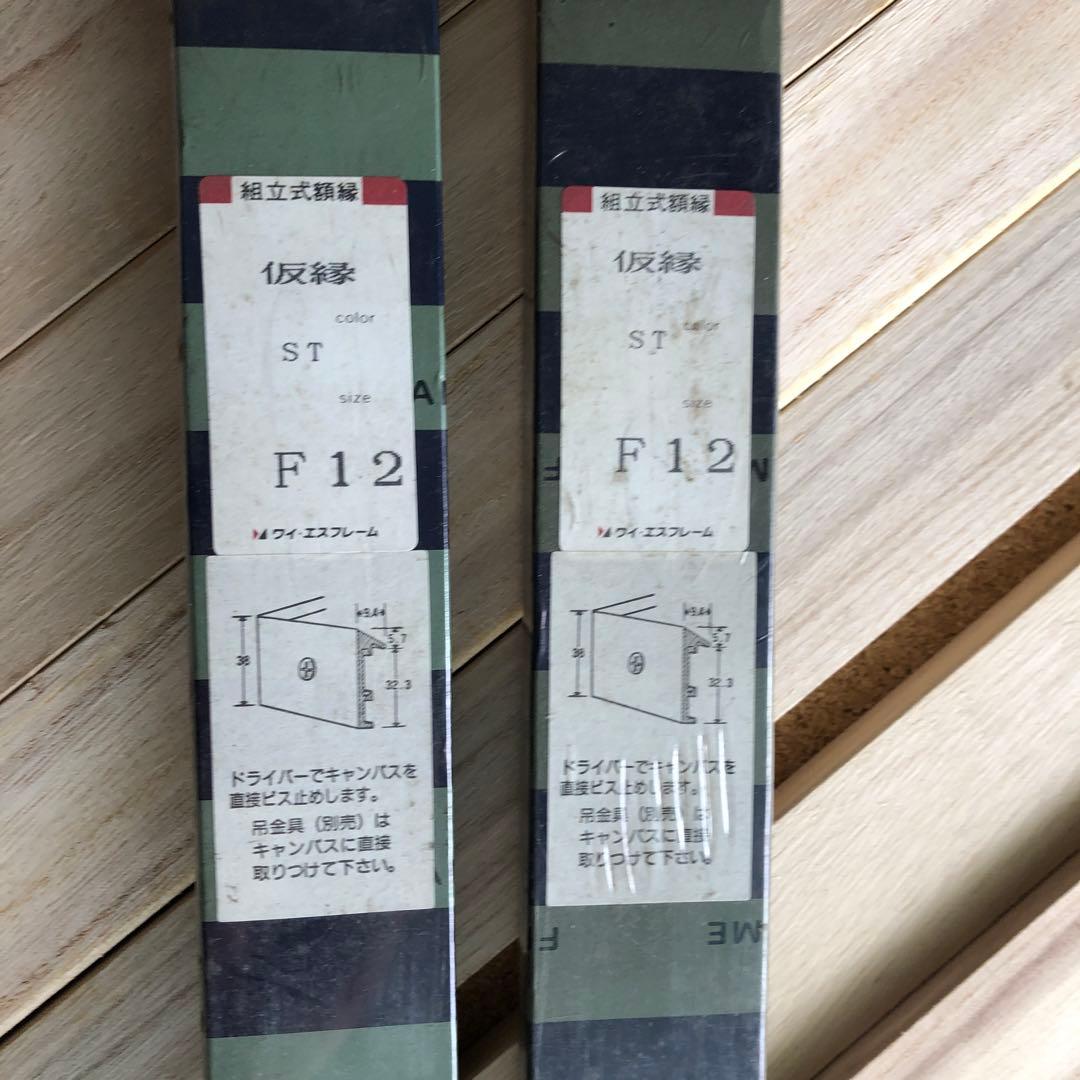 組立式額縁
仮縁
color
ST
size
F12
ワイ・エスフレーム
9.4
5.7
38
32.3
ドライバーでキャンバスを
直接ビス止めします。
吊金具（別売）は
キャンバスに直接
取りつけて下さい。
A
組立式額縁
仮縁
color
ST
size
F12
ワイ・エスフレーム
9.4
5.7
38
32.3
ドライバーでキャンバスを
直接ビス止めします。
吊金具（別売）は
キャンバスに直接
取りつけて下さい。
F
ME